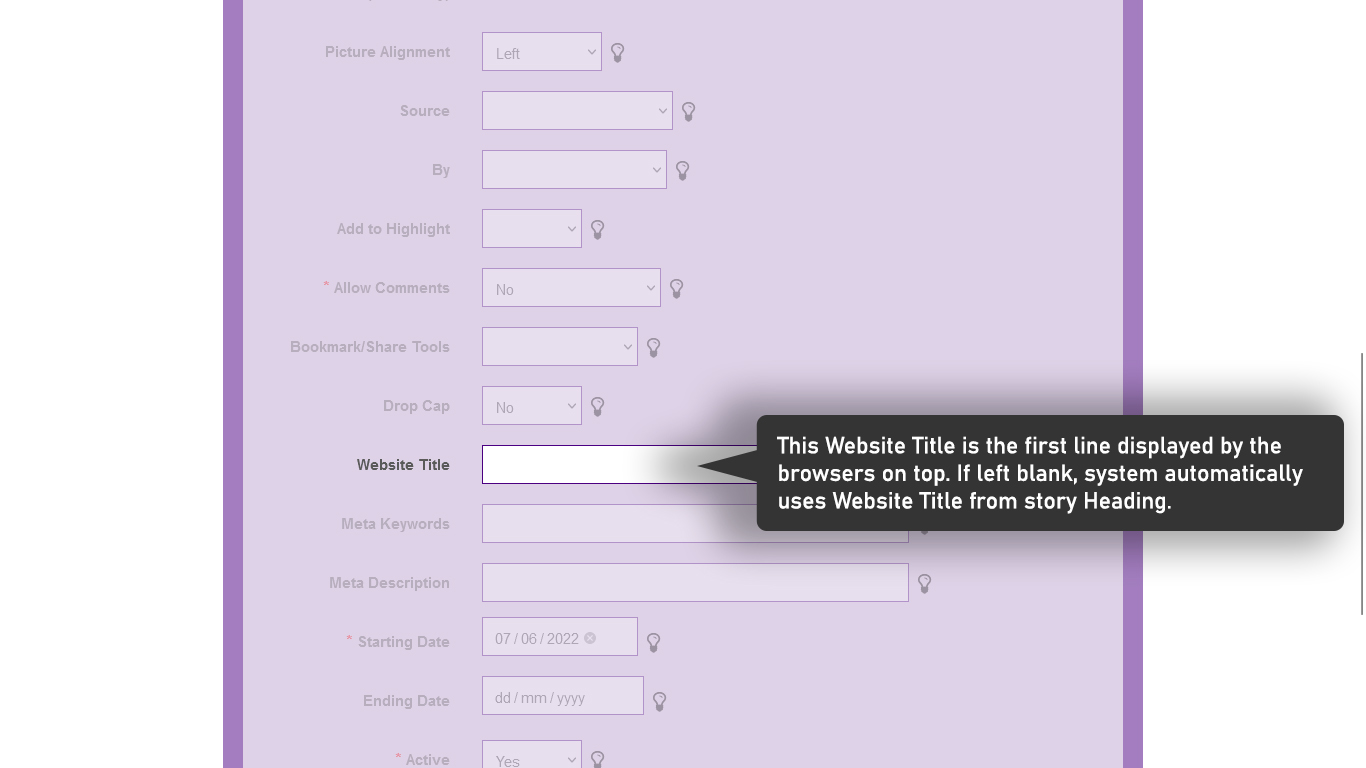 Picture Alignment Left
Source
By
Add to Highlight
* Allow Comments No
Bookmark/Share Tools
Drop Cap No
Website Title
This Website Title is the first line displayed by the
browsers on top. If left blank, system automatically
uses Website Title from story Heading.
Meta Keywords
Meta Description
* Starting Date 07 / 06 / 2022
Ending Date dd / mm / yyyy
* Active Yes